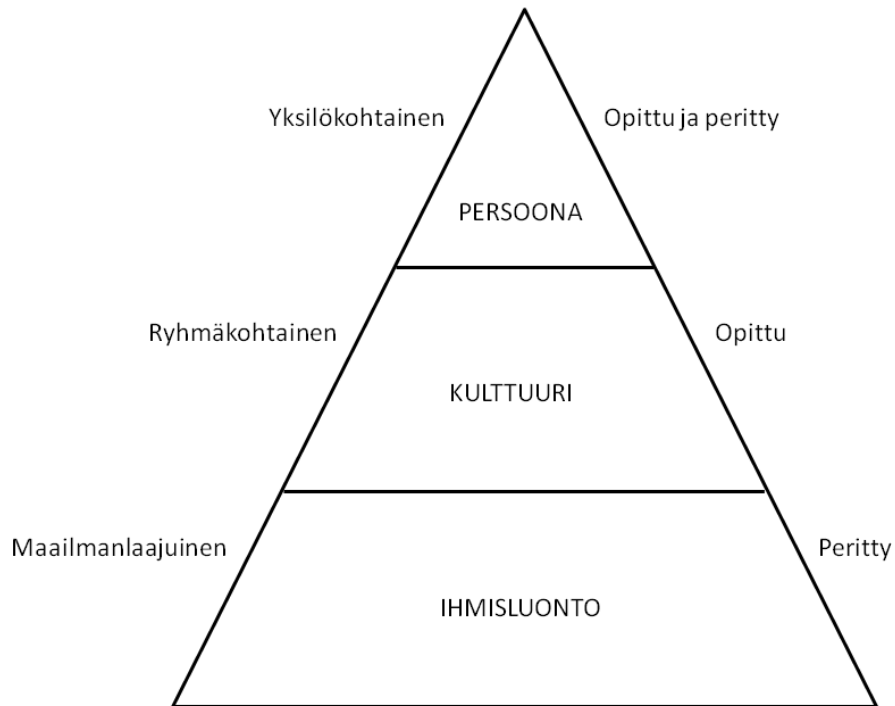 Yksilökohtainen
Opittu ja peritty
PERSOONA
Ryhmäkohtainen
Opittu
KULTTUURI
Maailmanlaajuinen
Peritty
IHMISLUONTO